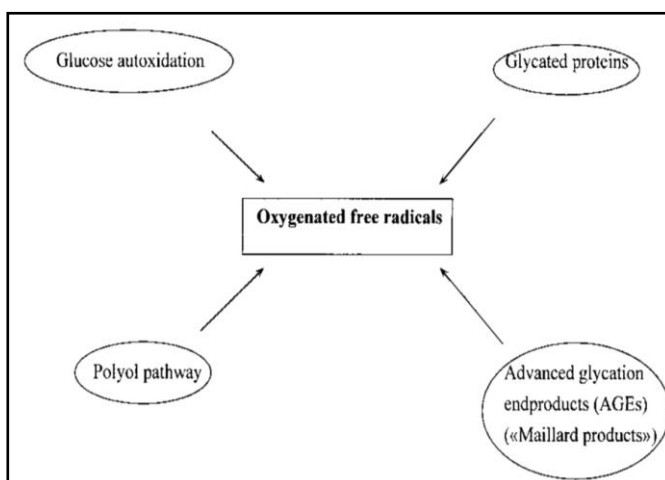 Glucose autoxidation
Glycated proteins
Oxygenated free radicals
Polyol pathway
Advanced glycation
endproducts (AGEs)
(«Maillard products»)